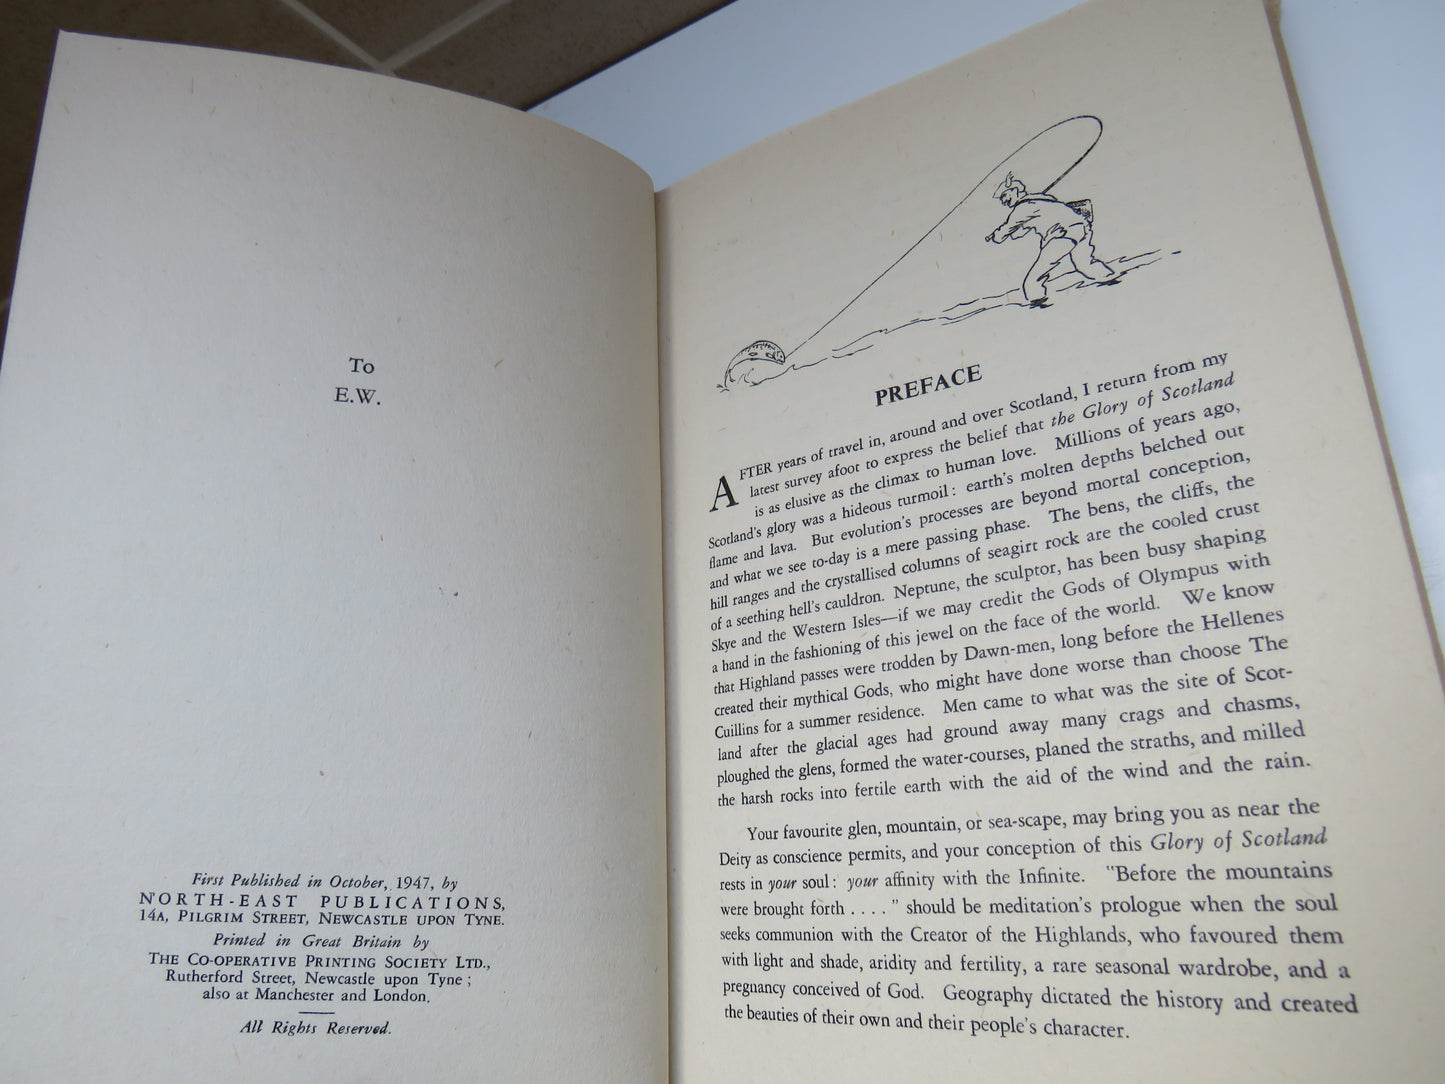 To
E.W.
First Published in October, 1947, by
NORTH-EAST PUBLICATIONS,
14A, PILGRIM STREET, NEWCASTLE UPON TYNE.
Printed in Great Britain by
THE CO-OPERATIVE PRINTING SOCIETY LTD.,
Rutherford Street, Newcastle upon Tyne ;
also at Manchester and London.
All Rights Reserved.
PREFACE
AFTER years of travel in, around and over Scotland, I return from my
latest survey afoot to express the belief that the Glory of Scotland
is as elusive as the climax to human love. Millions of years ago,
Scotland's glory was a hideous turmoil: earth's molten depths belched out
flame and lava. But evolution's processes are beyond mortal conception,
and what we see to-day is a mere passing phase. The bens, the cliffs, the
hill ranges and the crystallised columns of seagirt rock are the cooled crust
of a seething hell's cauldron. Neptune, the sculptor, has been busy shaping
Skye and the Western Isles—if we may credit the Gods of Olympus with
a hand in the fashioning of this jewel on the face of the world. We know
that Highland passes were trodden by Dawn-men, long before the Hellenes
created their mythical Gods, who might have done worse than choose The
Cuillins for a summer residence. Men came to what was the site of Scot-
land after the glacial ages had ground away many crags and chasms,
ploughed the glens, formed the water-courses, planed the straths, and milled
the harsh rocks into fertile earth with the aid of the wind and the rain.
Your favourite glen, mountain, or sea-scape, may bring you as near the
Deity as conscience permits, and your conception of this Glory of Scotland
rests in your soul: your affinity with the Infinite. "Before the mountains
were brought forth . . . . " should be meditation's prologue when the soul
seeks communion with the Creator of the Highlands, who favoured them
with light and shade, aridity and fertility, a rare seasonal wardrobe, and a
pregnancy conceived of God. Geography dictated the history and created
the beauties of their own and their people's character.